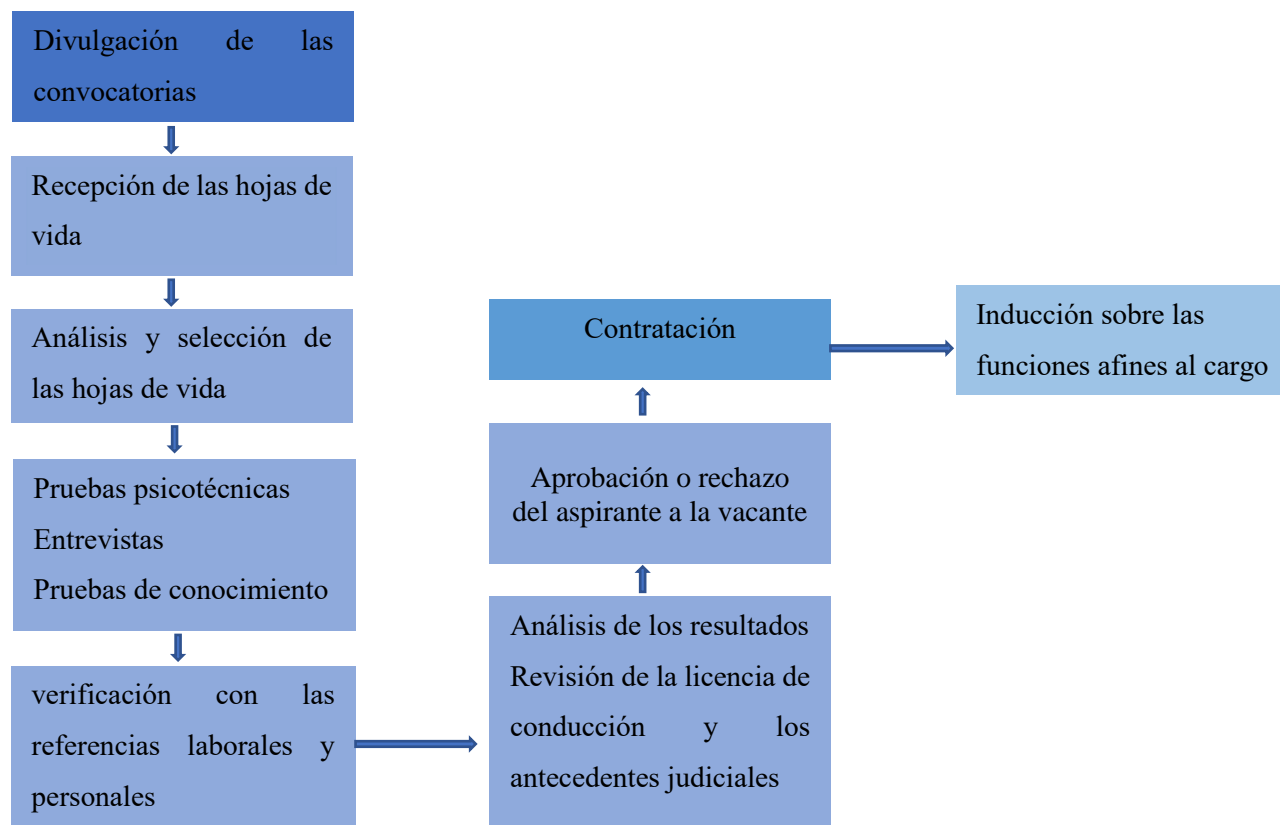 Divulgación de las
convocatorias
Recepción de las hojas de
vida
Análisis y selección de
las hojas de vida
Pruebas psicotécnicas
Entrevistas
Pruebas de conocimiento
verificación con las
referencias laborales y
personales
Análisis de los resultados
Revisión de la licencia de
conducción y los
antecedentes judiciales
Aprobación o rechazo
del aspirante a la vacante
Contratación
Inducción sobre las
funciones afines al cargo